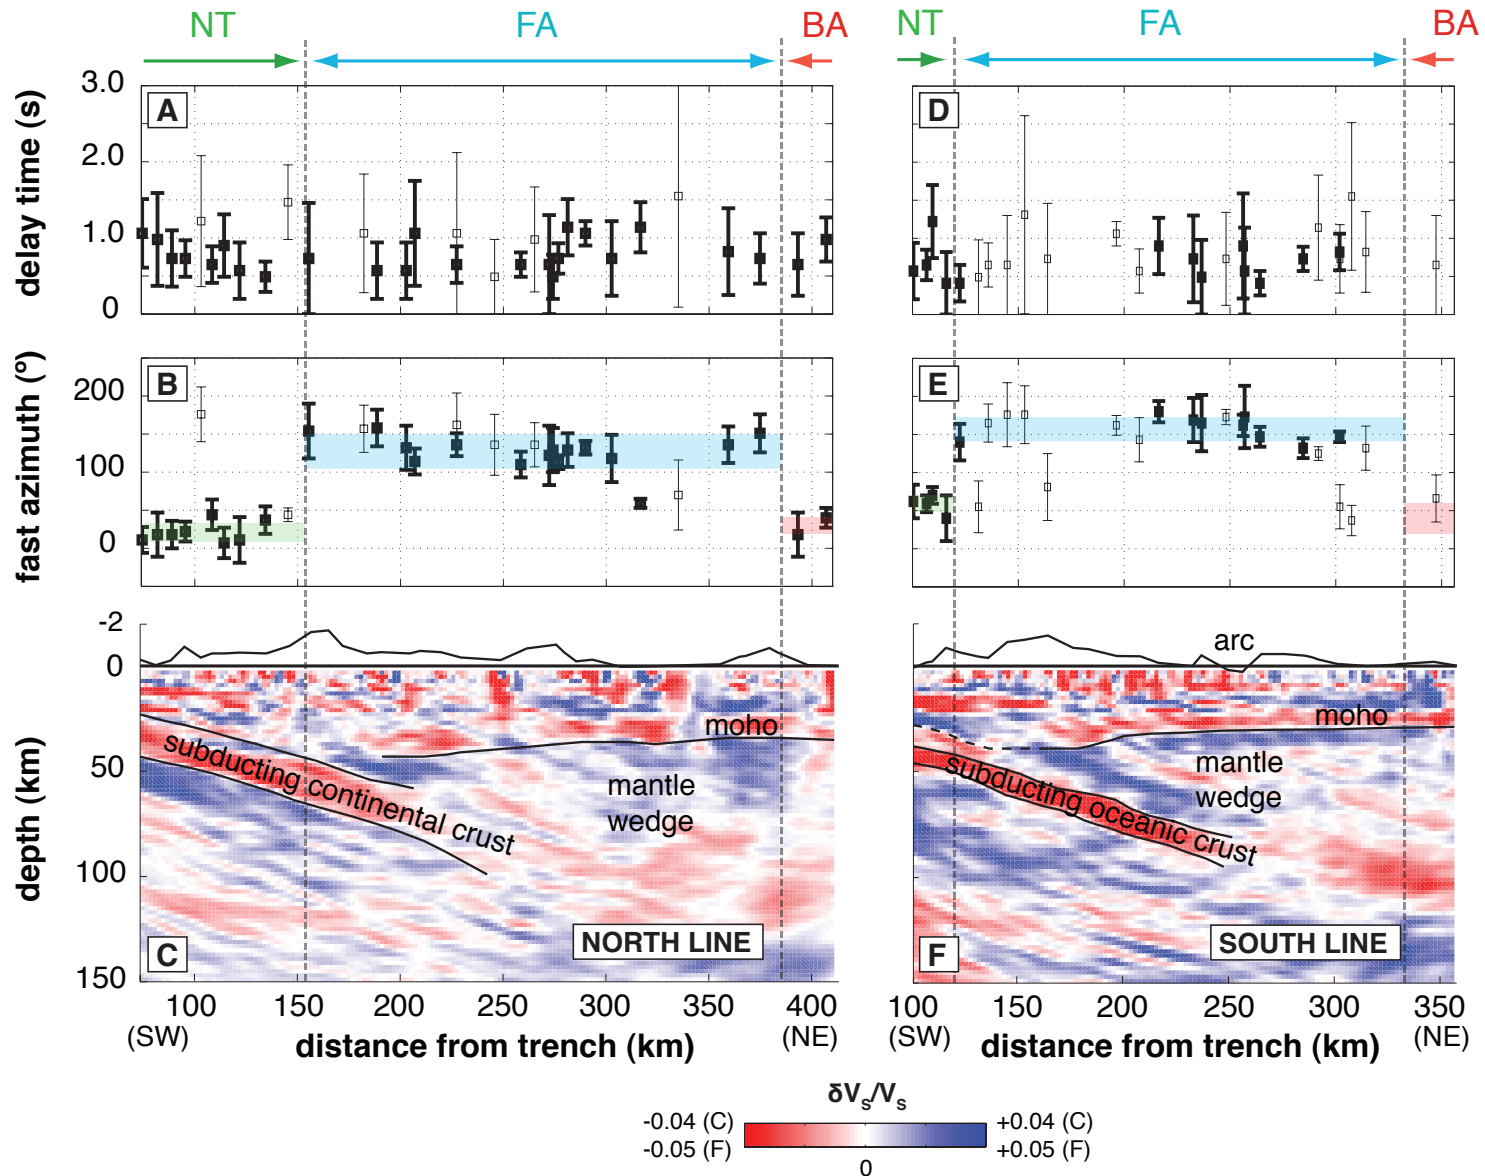 NT FA BA NT FA BA
A
D
delay time (s)
3.0
2.0
1.0
0
B
E
fast azimuth (°)
200
100
0
arc
-2
0
50
100
150
depth (km)
moho
subducting continental crust
mantle
wedge
NORTH LINE
C
moho
mantle
wedge
subducting oceanic crust
SOUTH LINE
F
100 150 200 250 300 350 400
(SW) (NE)
distance from trench (km)
100 150 200 250 300 350
(SW) (NE)
distance from trench (km)
δVs/Vs
-0.04 (C) +0.04 (C)
-0.05 (F) +0.05 (F)
0